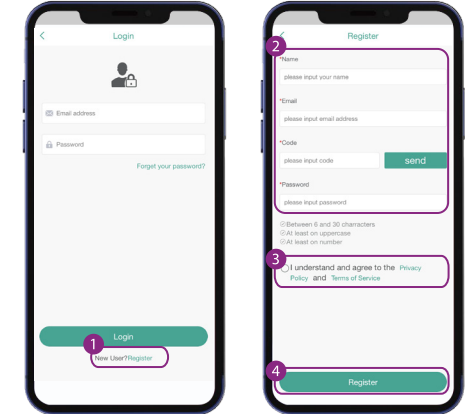 Login
Email address
Password
Forget your password?
Login
1
New User?Register
Register
2
*Name
please input your name
*Email
please input email address
*Code
please input code
send
*Password
please input password
Between 6 and 30 charracters
At least on uppercase
At least on number
3
I understand and agree to the Privacy
Policy and Terms of Service
4
Register